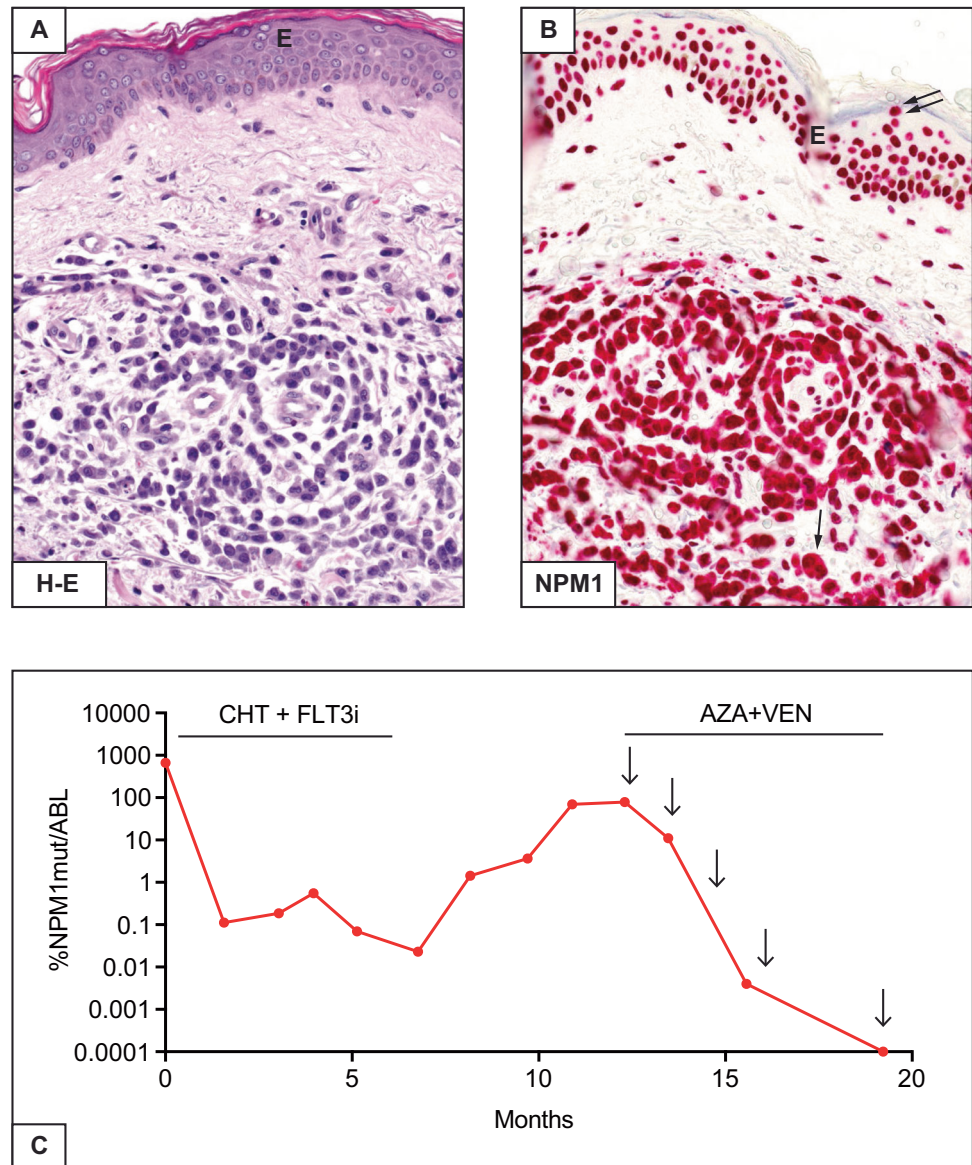 A
E
H-E
B
E
NPM1
CHT + FLT3i
AZA+VEN
%NPM1mut/ABL
10000
1000
100
10
1
0.1
0.01
0.001
0.0001
0
5
10
15
20
Months
C